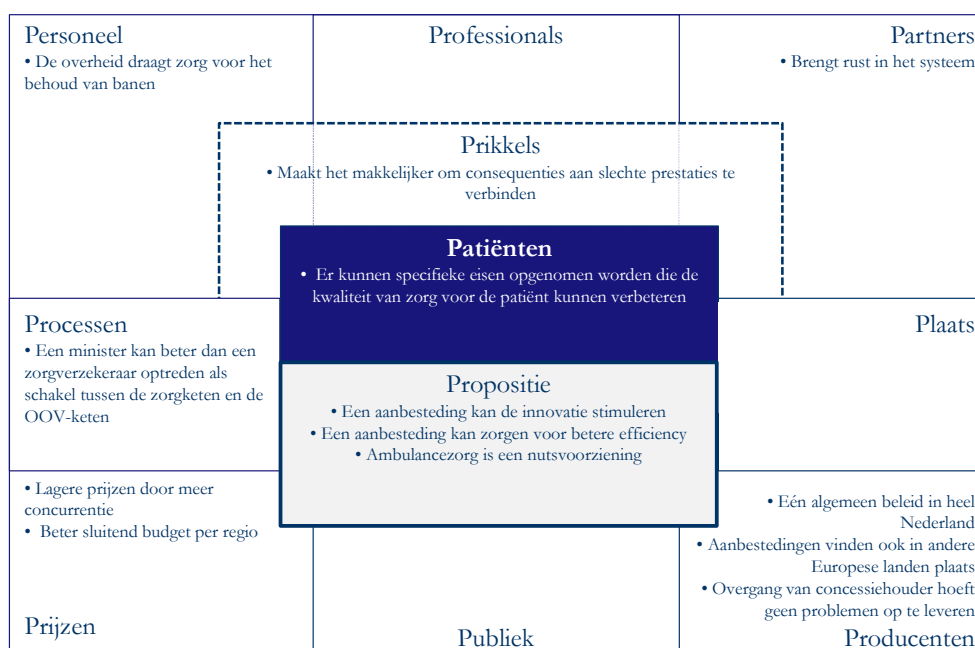 Personeel
• De overheid draagt zorg voor het
behoud van banen
Professionals
Partners
• Brengt rust in het systeem
Prikkels
• Maakt het makkelijker om consequenties aan slechte prestaties te
verbinden
Patiënten
• Er kunnen specifieke eisen opgenomen worden die de
kwaliteit van zorg voor de patiënt kunnen verbeteren
Processen
• Een minister kan beter dan een
zorgverzekeraar optreden als
schakel tussen de zorgketen en de
OOV-keten
Plaats
Propositie
• Een aanbesteding kan de innovatie stimuleren
• Een aanbesteding kan zorgen voor betere efficiency
• Ambulancezorg is een nutsvoorziening
• Lagere prijzen door meer
concurrentie
• Beter sluitend budget per regio
Prijzen
Publiek
• Eén algemeen beleid in heel
Nederland
• Aanbestedingen vinden ook in andere
Europese landen plaats
• Overgang van concessiehouder hoeft
geen problemen op te leveren
Producenten